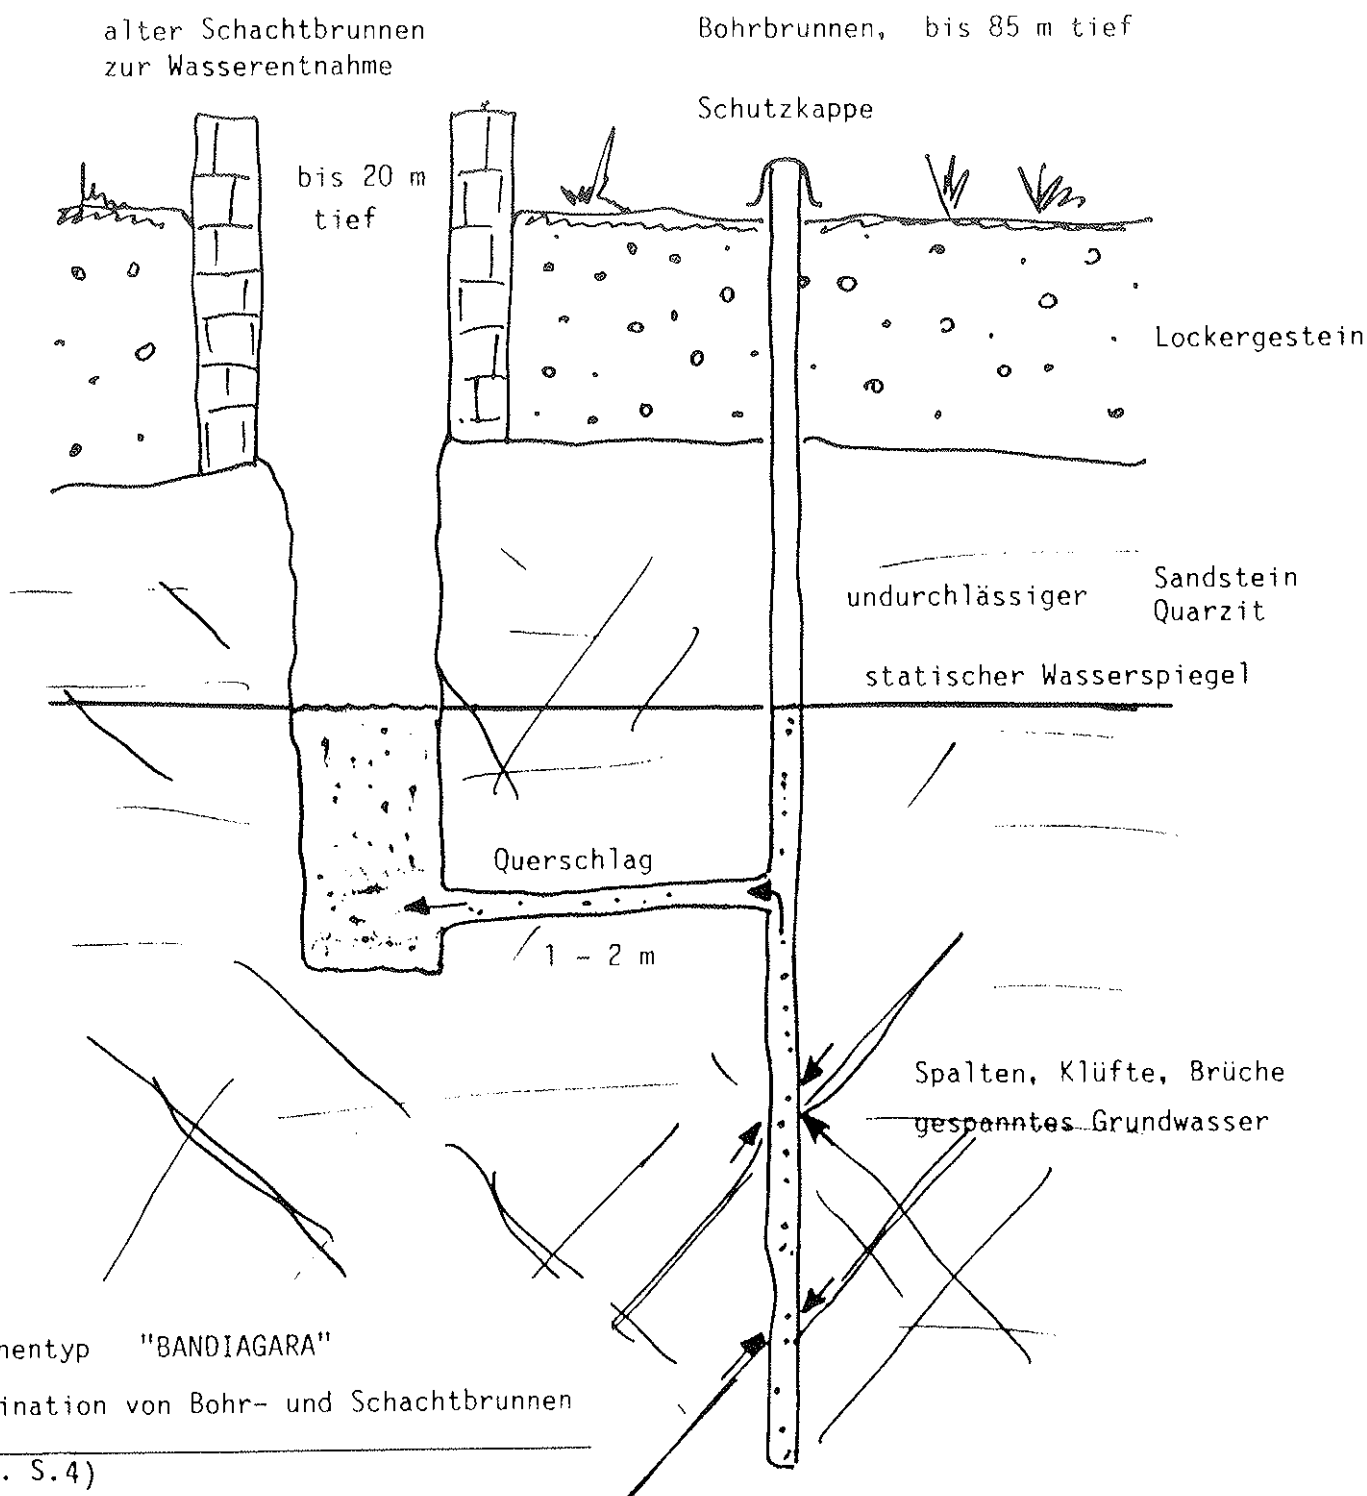 alter Schachtbrunnen
zur Wasserentnahme
Bohrbrunnen, bis 85 m tief
Schutzkappe
bis 20 m
tief
Lockergestein
undurchlässiger
Sandstein
Quarzit
statischer Wasserspiegel
Querschlag
1 - 2 m
Spalten, Klüfte, Brüche
gespanntes Grundwasser
nentyp "BANDIAGARA"
ination von Bohr- und Schachtbrunnen
. S.4)